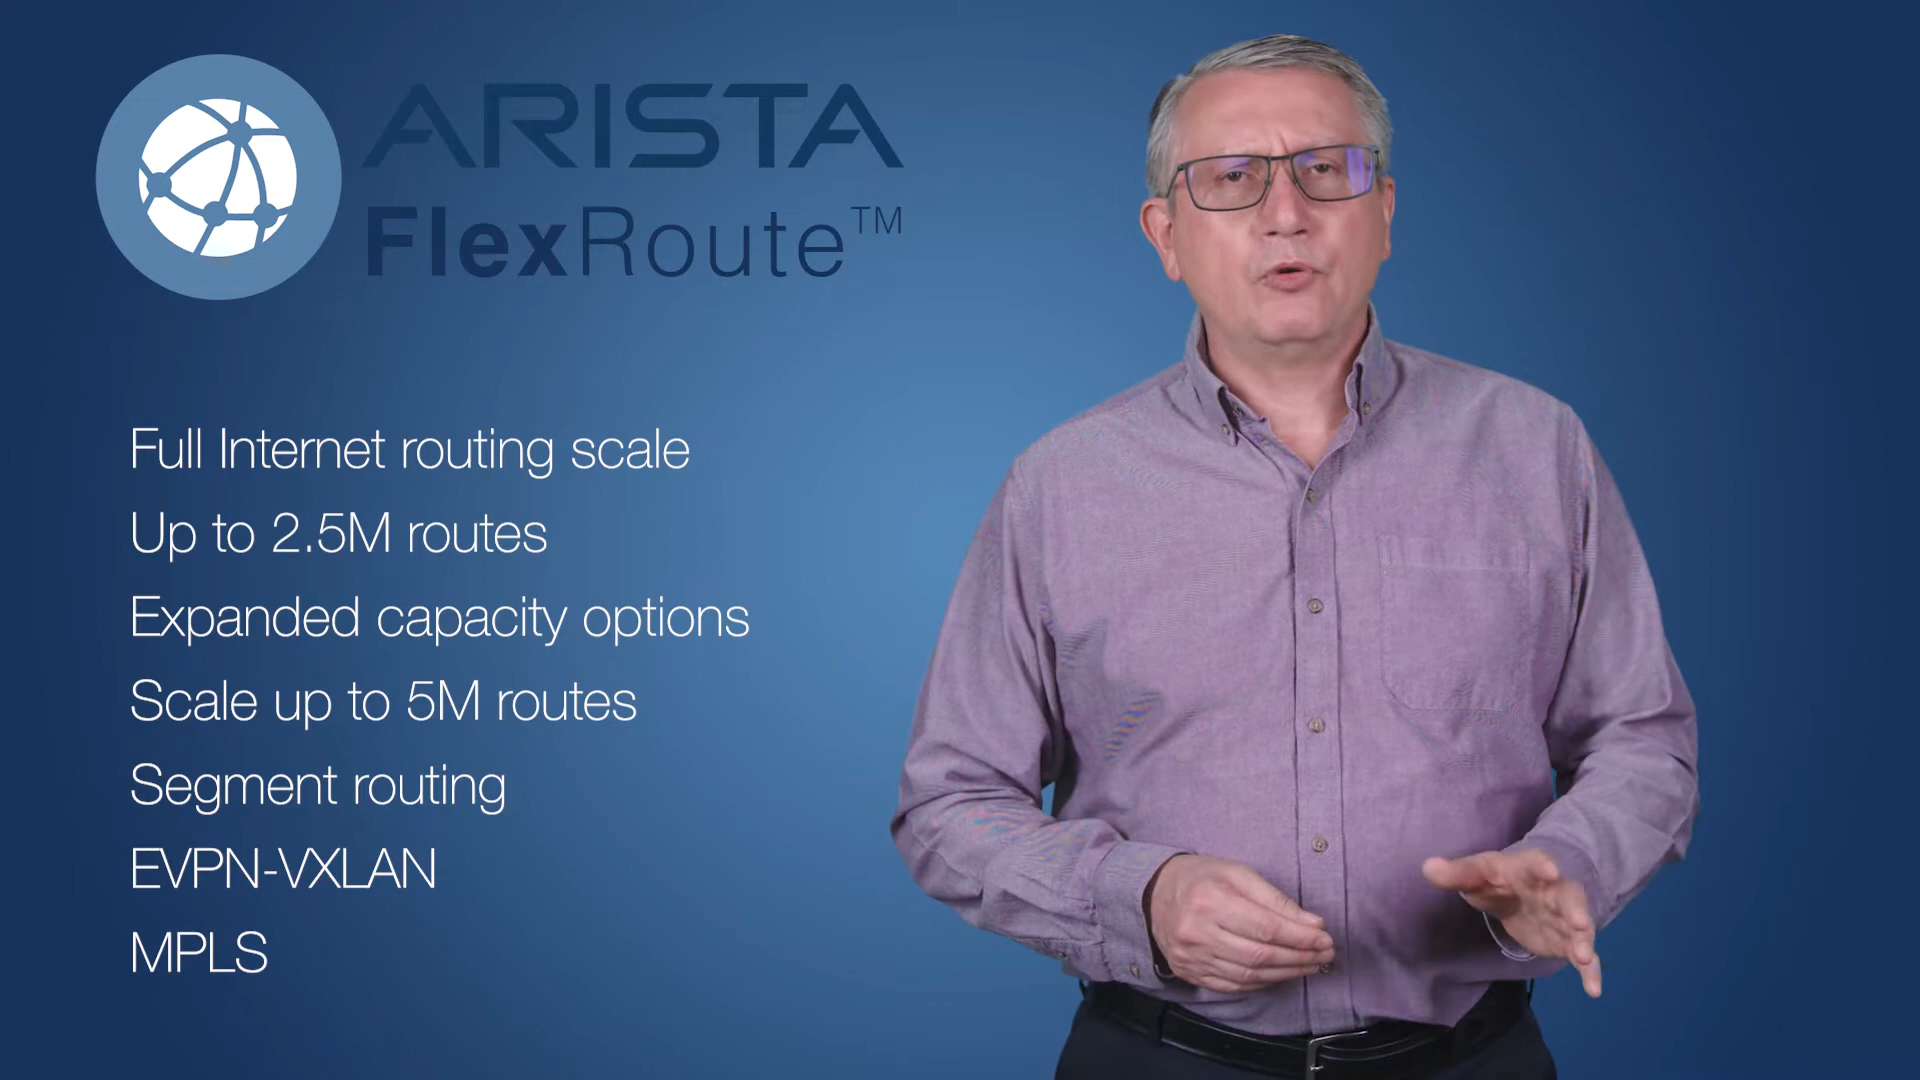 ARISTA
FlexRoute™
Full Internet routing scale
Up to 2.5M routes
Expanded capacity options
Scale up to 5M routes
Segment routing
EVPN-VXLAN
MPLS